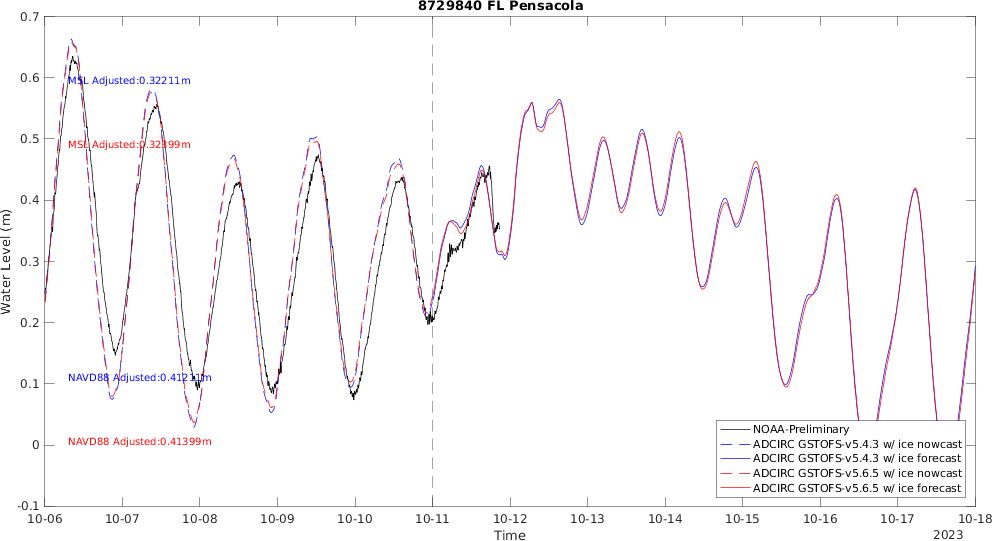 8729840 FL Pensacola
0.7
0.6
0.5
0.4
0.3
0.2
0.1
0
-0.1
Water Level (m)
MSL Adjusted:0.32211m
MSL Adjusted:0.32399m
NAVD88 Adjusted:0.41211m
NAVD88 Adjusted:0.41399m
NOAA-Preliminary
ADCIRC GSTOFS-v5.4.3 w/ ice nowcast
ADCIRC GSTOFS-v5.4.3 w/ ice forecast
ADCIRC GSTOFS-v5.6.5 w/ ice nowcast
ADCIRC GSTOFS-v5.6.5 w/ ice forecast
10-06 10-07 10-08 10-09 10-10 10-11 10-12 10-13 10-14 10-15 10-16 10-17 10-18
Time
2023